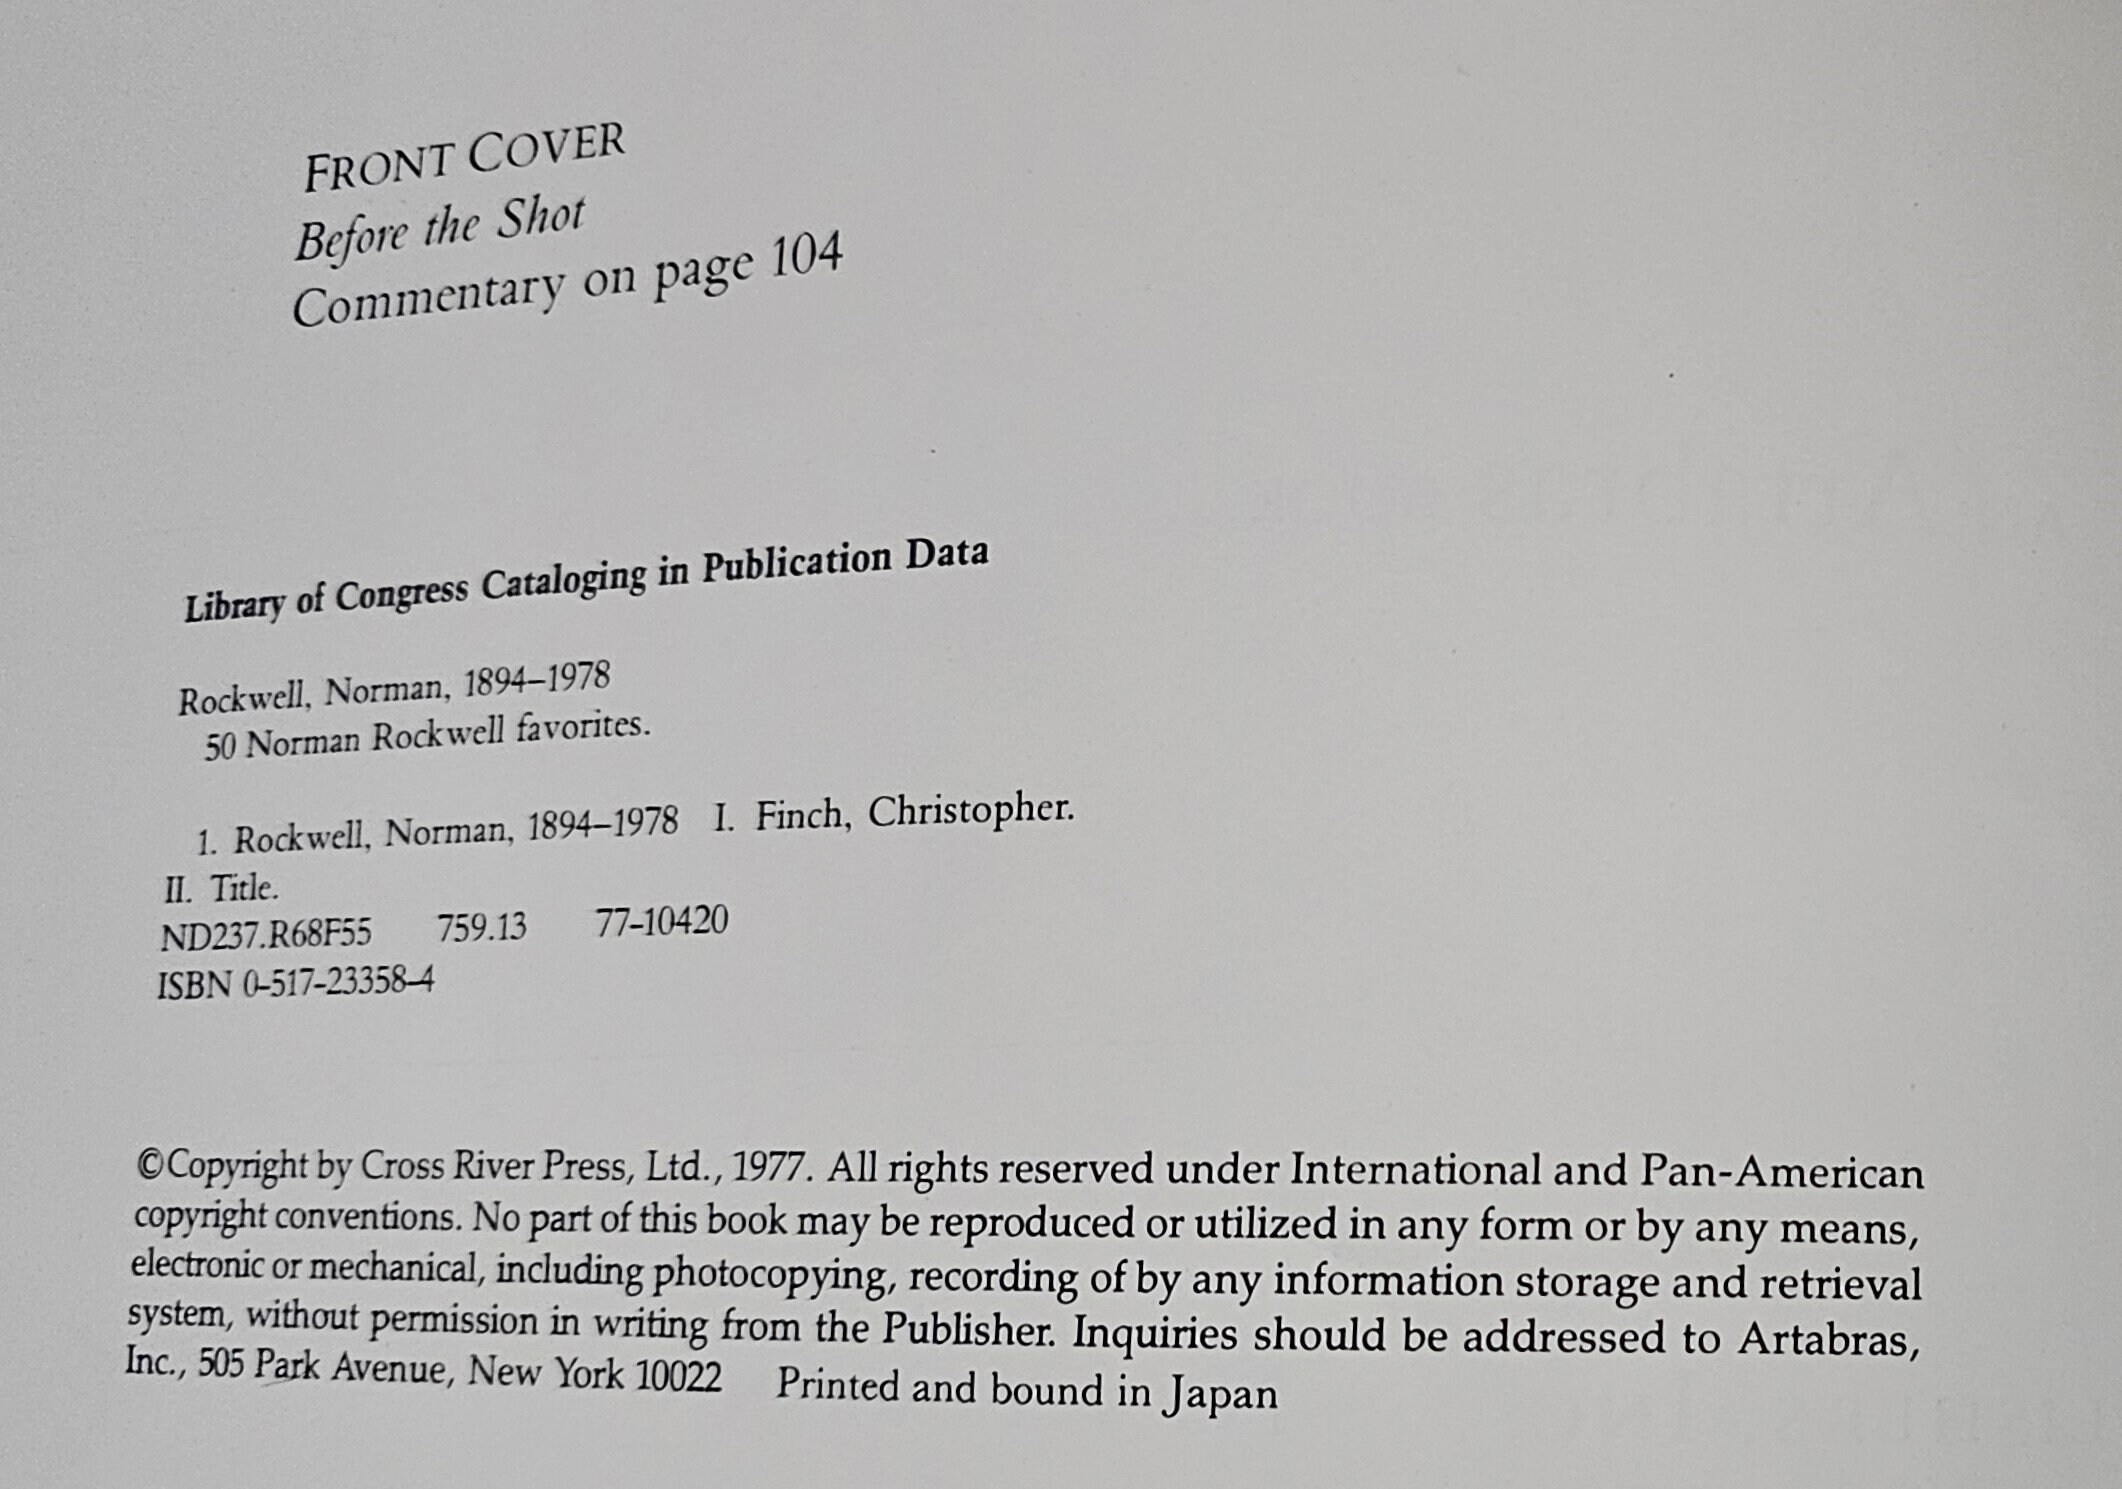 FRONT COVER
Before the Shot
Commentary on page 104
Library of Congress Cataloging in Publication Data
Rockwell, Norman, 1894–1978
50 Norman Rockwell favorites.
1. Rockwell, Norman, 1894–1978 I. Finch, Christopher.
II. Title.
ND237.R68F55 759.13 77-10420
ISBN 0-517-23358-4
©Copyright by Cross River Press, Ltd., 1977. All rights reserved under International and Pan-American
copyright conventions. No part of this book may be reproduced or utilized in any form or by any means,
electronic or mechanical, including photocopying, recording of by any information storage and retrieval
system, without permission in writing from the Publisher. Inquiries should be addressed to Artabras,
Inc., 505 Park Avenue, New York 10022 Printed and bound in Japan